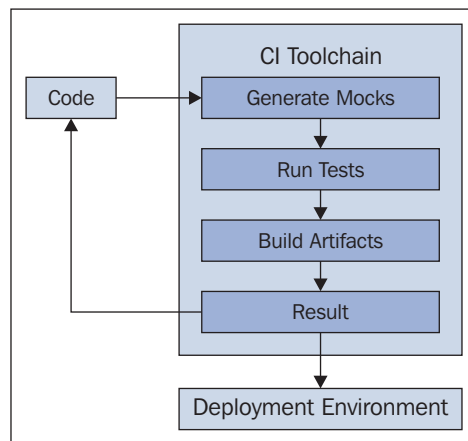 CI Toolchain
Code
Generate Mocks
Run Tests
Build Artifacts
Result
Deployment Environment